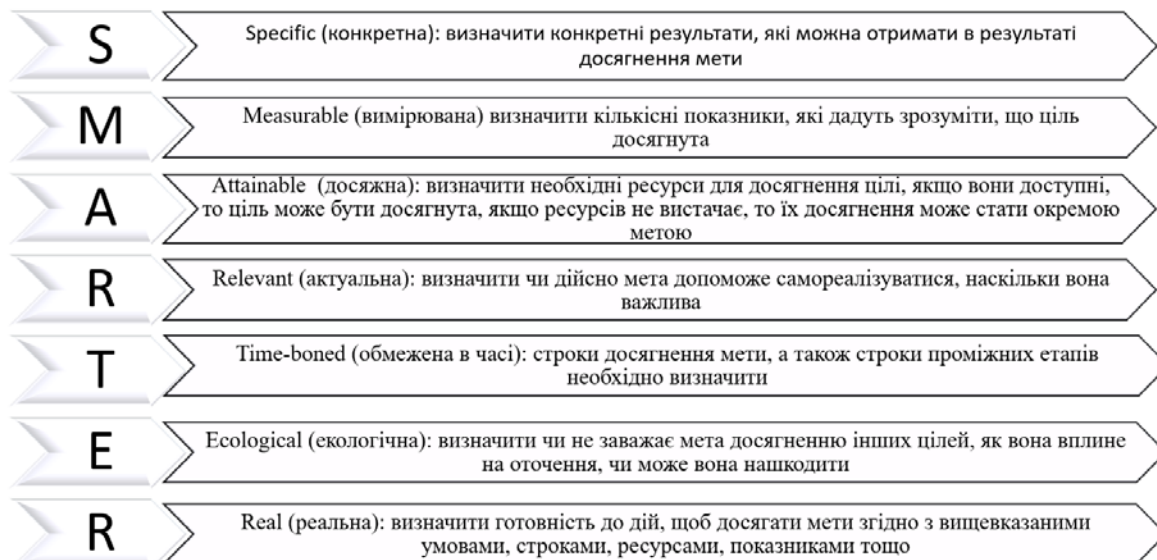 S
Specific (конкретна): визначити конкретні результати, які можна отримати в результаті
досягнення мети
M
Measurable (вимірювана) визначити кількісні показники, які дадуть зрозуміти, що ціль
досягнута
A
Attainable (досяжна): визначити необхідні ресурси для досягнення цілі, якщо вони доступні,
то ціль може бути досягнута, якщо ресурсів не вистачає, то їх досягнення може стати окремою
метою
R
Relevant (актуальна): визначити чи дійсно мета допоможе самореалізуватися, наскільки вона
важлива
T
Time-boned (обмежена в часі): строки досягнення мети, а також строки проміжних етапів
необхідно визначити
E
Ecological (екологічна): визначити чи не заважає мета досягненню інших цілей, як вона вплине
на оточення, чи може вона нашкодити
R
Real (реальна): визначити готовність до дій, щоб досягати мети згідно з вищевказаними
умовами, строками, ресурсами, показниками тощо